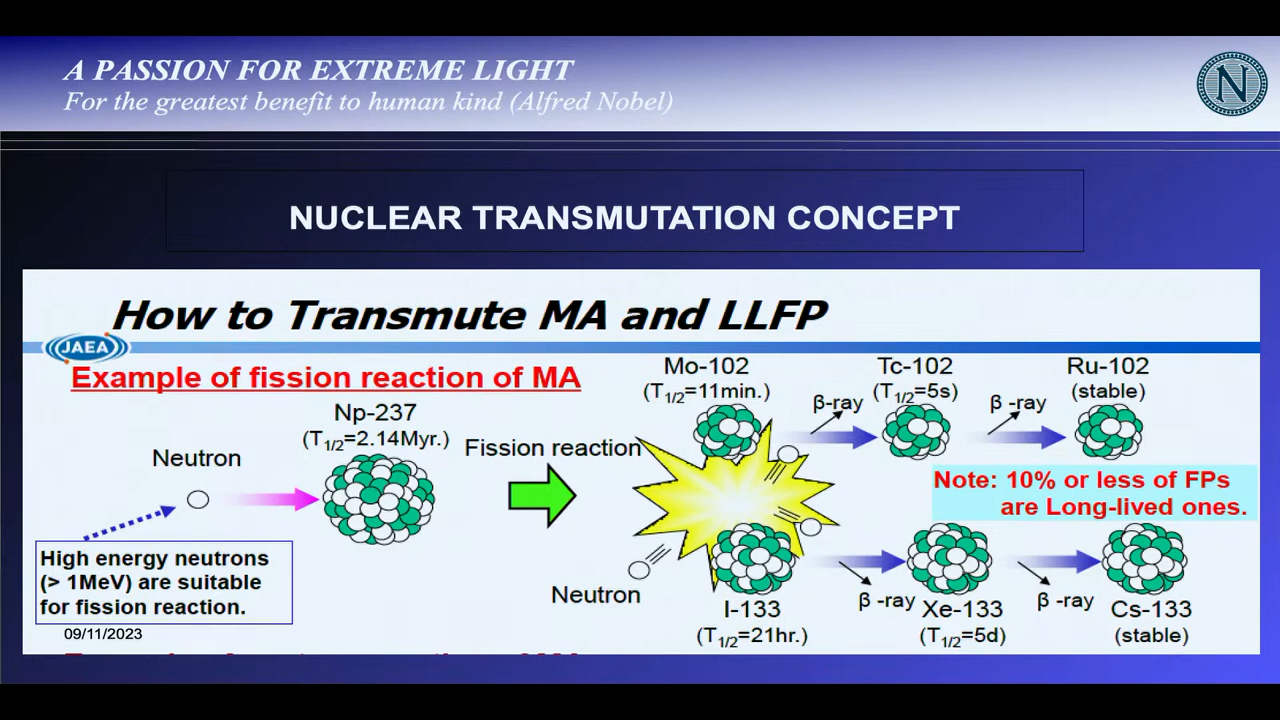 A PASSION FOR EXTREME LIGHT
For the greatest benefit to human kind (Alfred Nobel)
N
NUCLEAR TRANSMUTATION CONCEPT
How to Transmute MA and LLFP
JAEA
Example of fission reaction of MA
Mo-102
(T1/2=11min.)
Tc-102
(T1/2=5s)
Ru-102
(stable)
β-ray
β -ray
Np-237
(T1/2=2.14Myr.)
Neutron
Fission reaction
Note: 10% or less of FPs
are Long-lived ones.
High energy neutrons
(> 1MeV) are suitable
for fission reaction.
Neutron
β -ray
β -ray
I-133
(T1/2=21hr.)
Xe-133
(T1/2=5d)
Cs-133
(stable)
09/11/2023